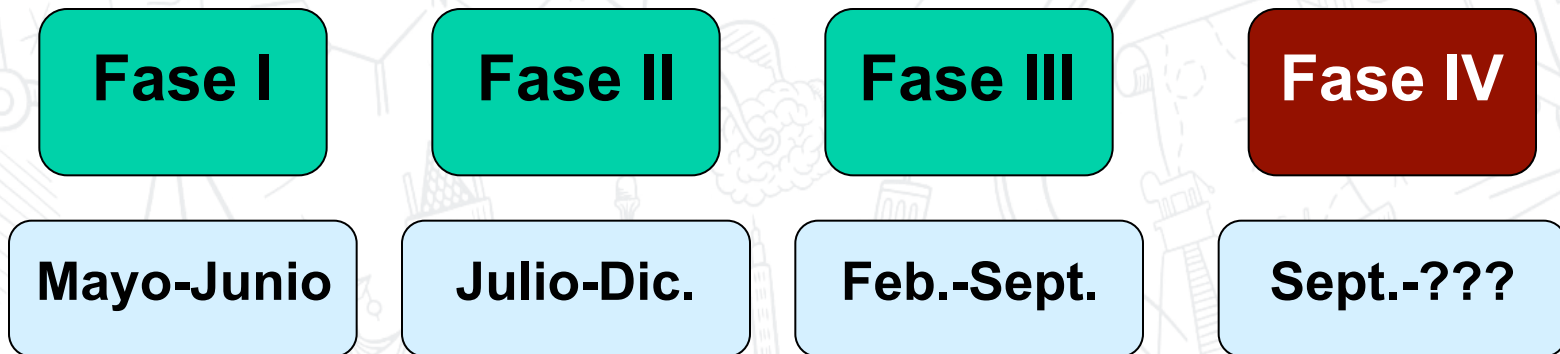 Fase I
Fase II
Fase III
Fase IV
Mayo-Junio
Julio-Dic.
Feb.-Sept.
Sept.-???